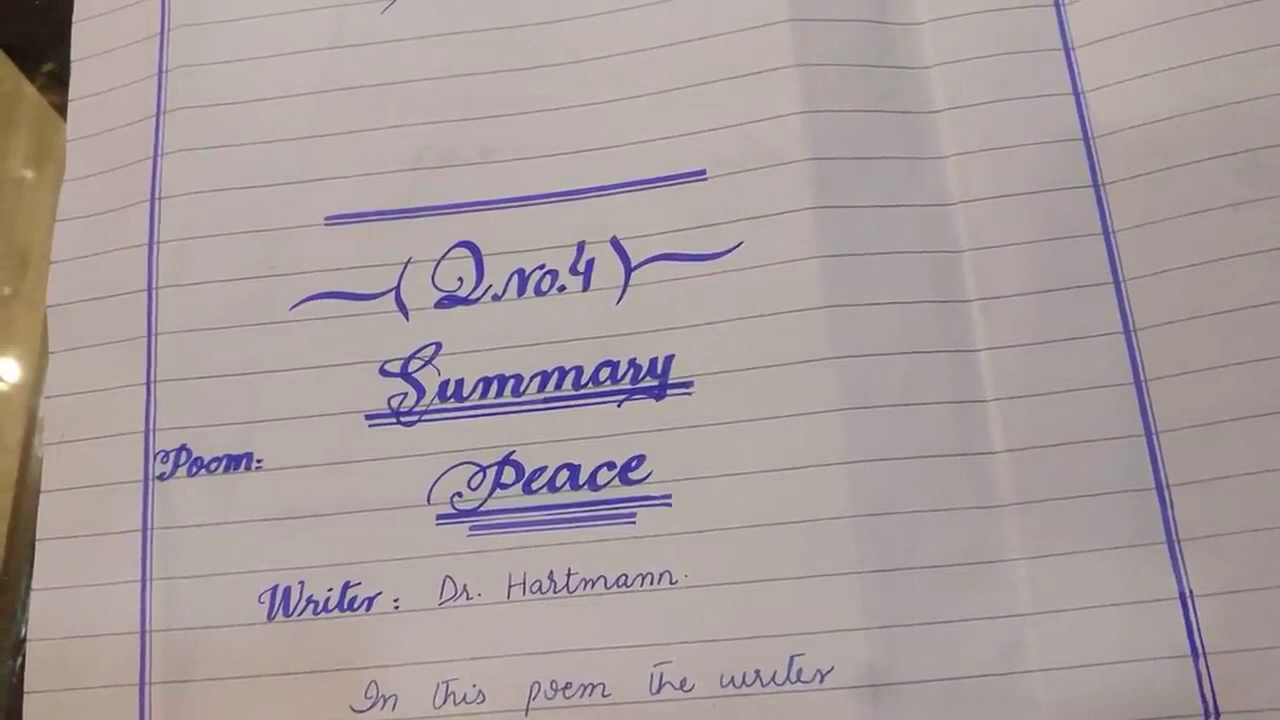 (Q.No.4)
Summary
Poem:
Peace
Writer: Dr. Hartmann.
In this poem the writer